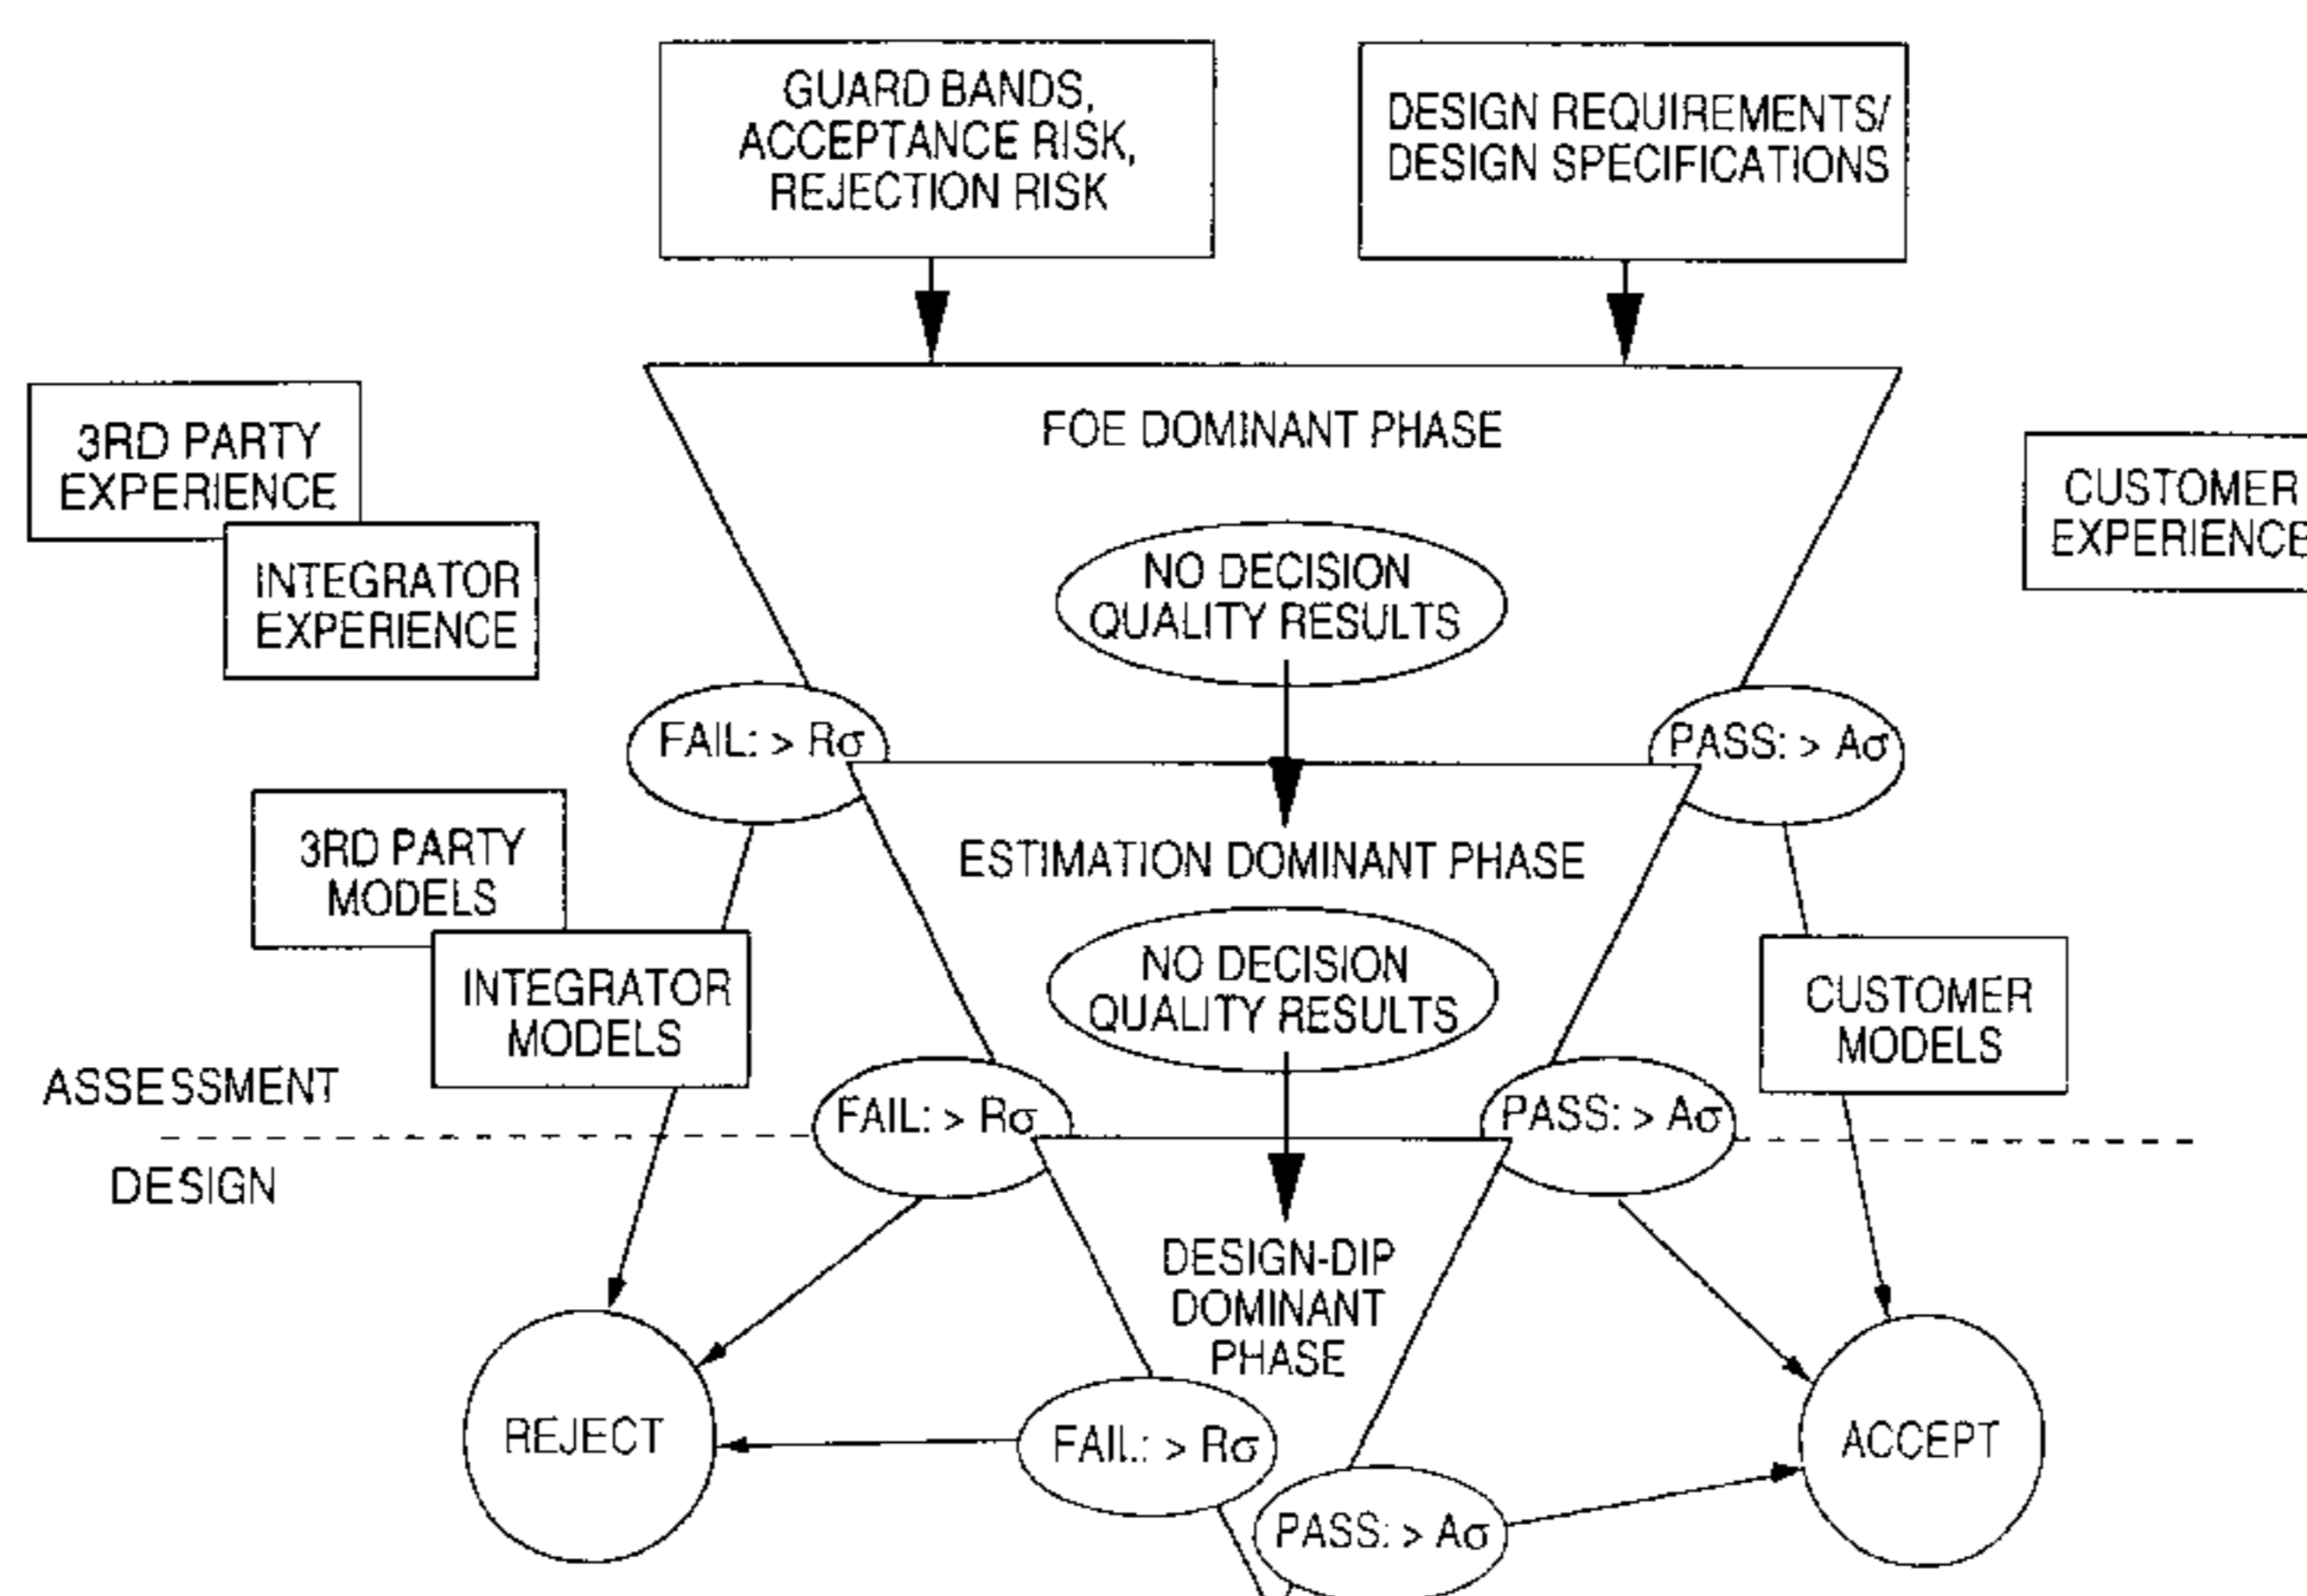 GUARD BANDS,
ACCEPTANCE RISK,
REJECTION RISK
DESIGN REQUIREMENTS/
DESIGN SPECIFICATIONS
FOE DOMINANT PHASE
3RD PARTY
EXPERIENCE
INTEGRATOR
EXPERIENCE
CUSTOMER
EXPERIENCE
NO DECISION
QUALITY RESULTS
FAIL: > Rσ
PASS: > Aσ
3RD PARTY
MODELS
ESTIMATION DOMINANT PHASE
INTEGRATOR
MODELS
NO DECISION
QUALITY RESULTS
CUSTOMER
MODELS
ASSESSMENT
FAIL: > Rσ
PASS: > Aσ
DESIGN
DESIGN-DIP
DOMINANT
PHASE
REJECT
FAIL: > Rσ
ACCEPT
PASS: > Aσ